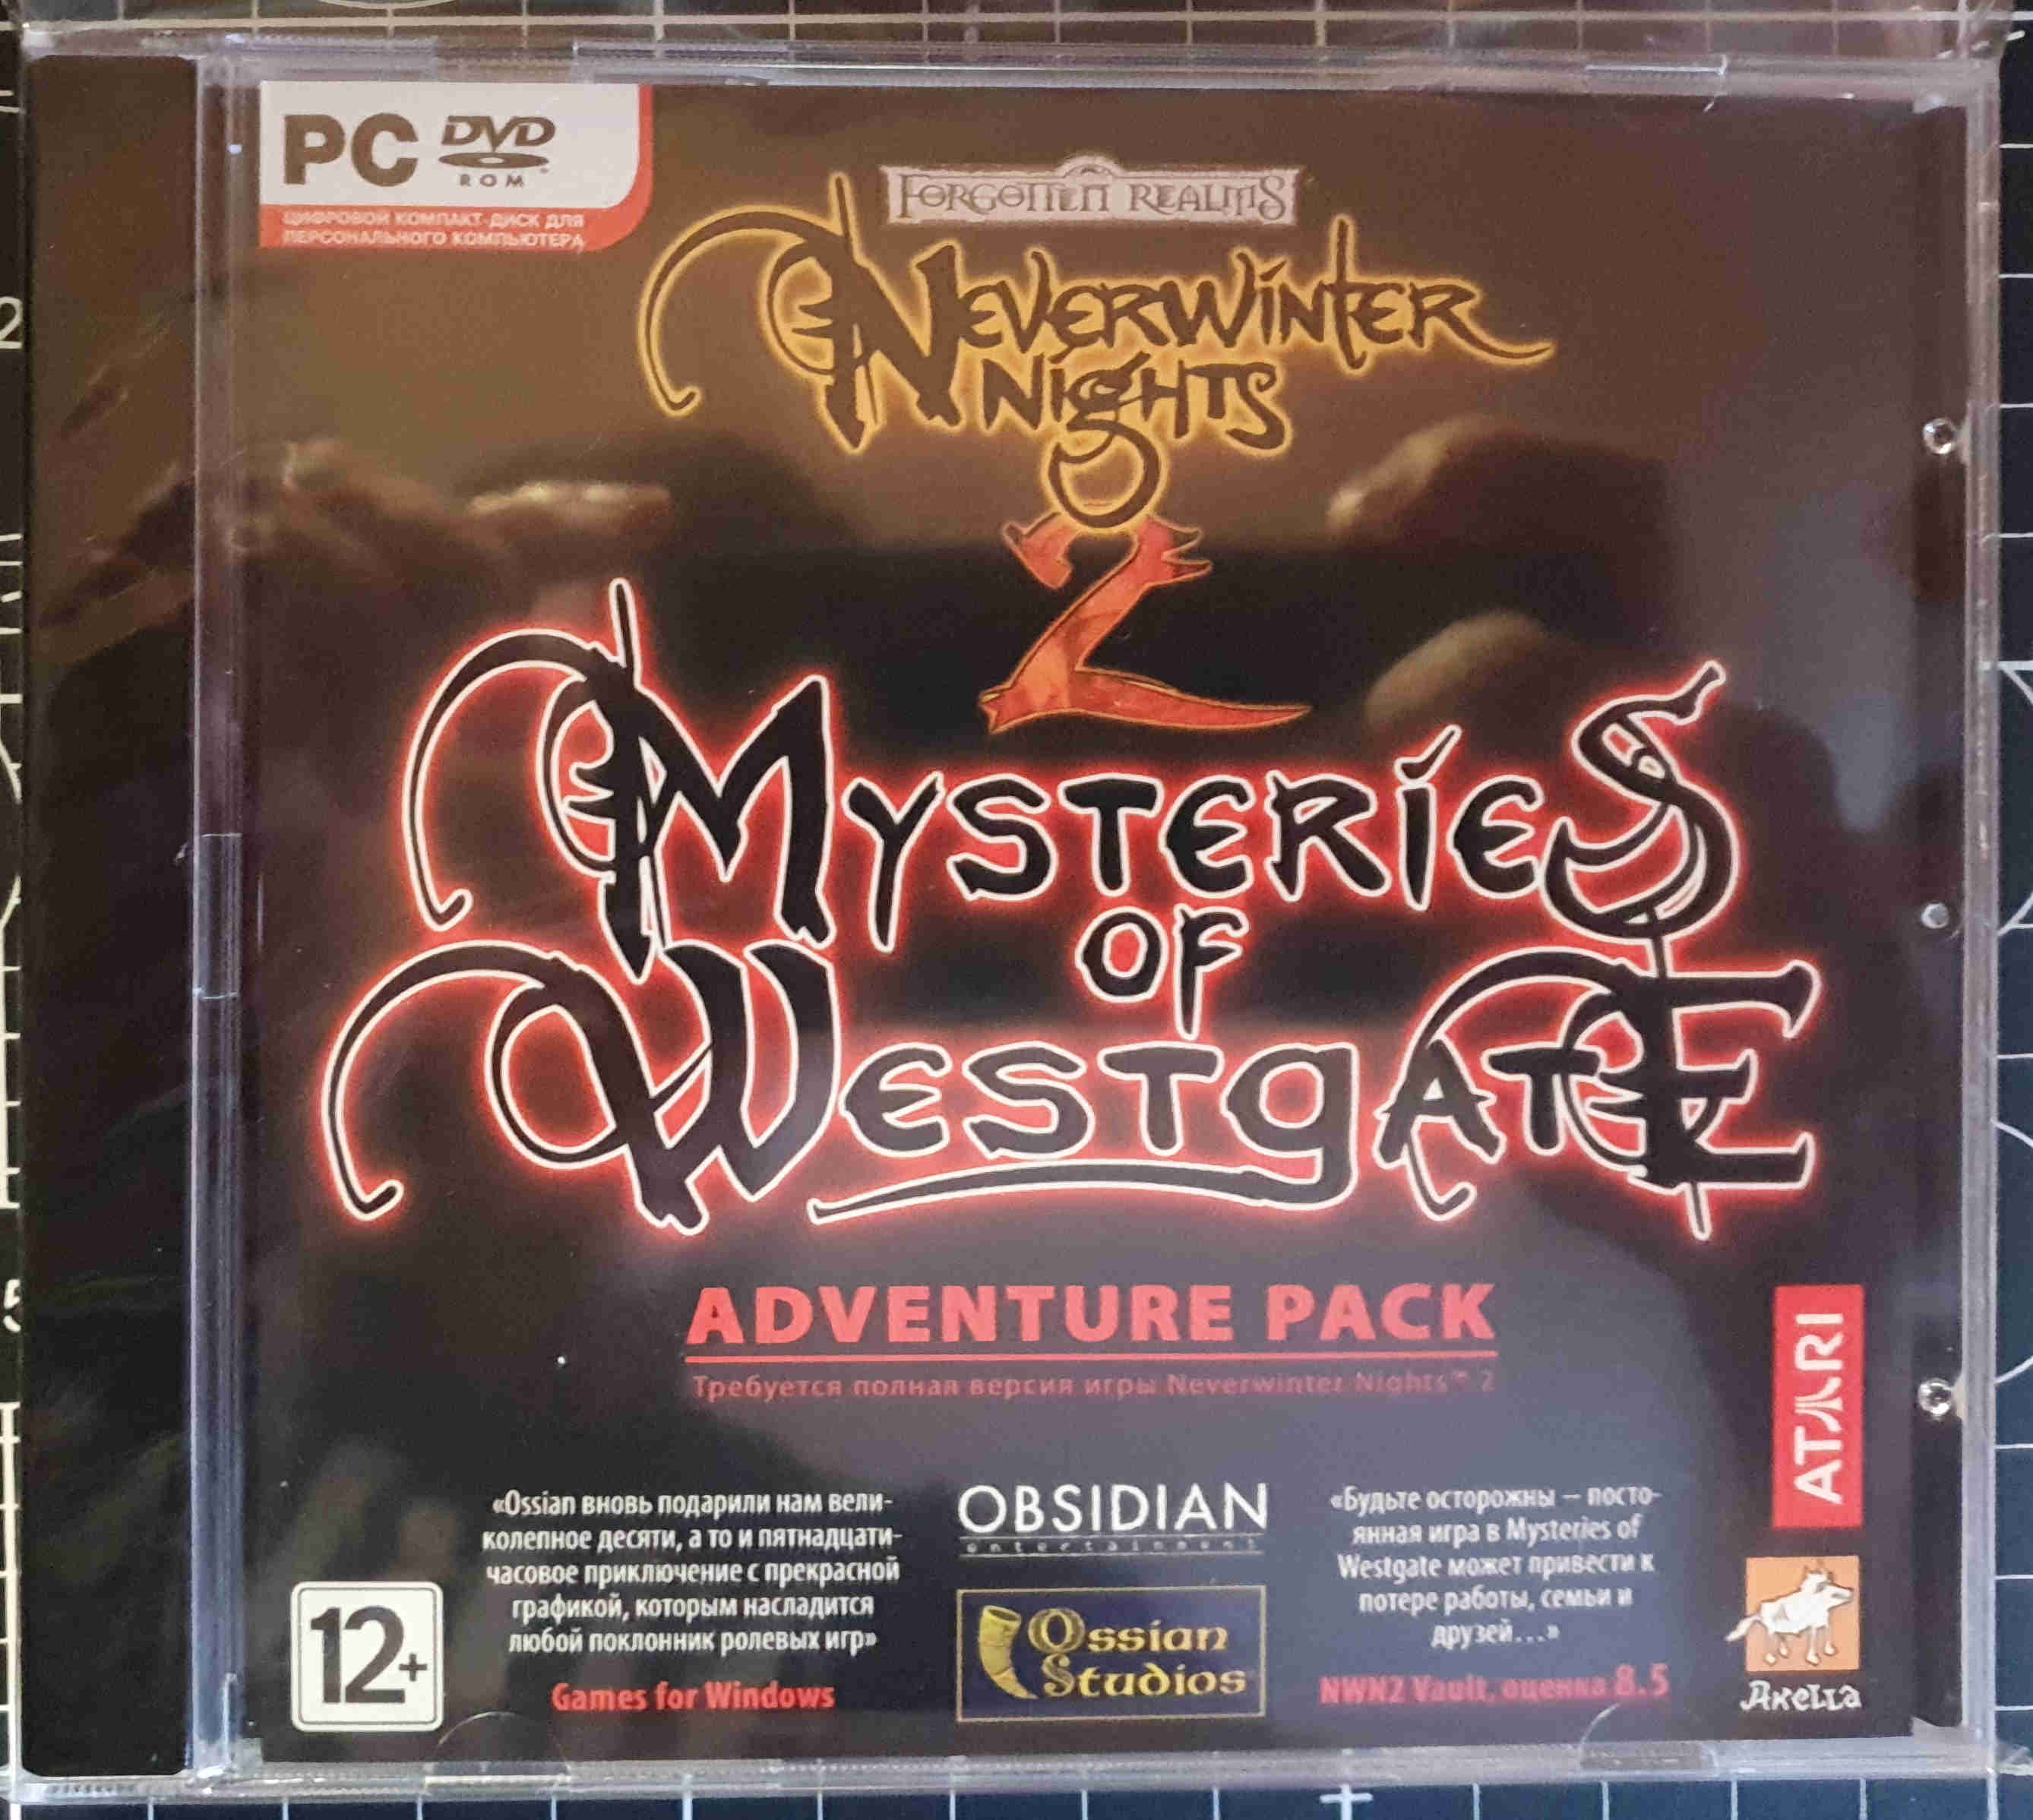 PC DVD
ROM
ЦИФРОВОЙ КОМПАКТ-ДИСК ДЛЯ
ПЕРСОНАЛЬНОГО КОМПЬЮТЕРА
FORGOTTEN REALMS
NEVERWINTER
NIGHTS
2
MYSTERIES
OF
WESTGATE
ADVENTURE PACK
Требуется полная версия игры Neverwinter Nights™ 2
ATARI
«Ossian вновь подарили нам вели-
колепное десяти, а то и пятнадцати-
часовое приключение с прекрасной
графикой, которым насладится
любой поклонник ролевых игр»
Games for Windows
OBSIDIAN
entertainment
Ossian
Studios
«Будьте осторожны – посто-
янная игра в Mysteries of
Westgate может привести к
потере работы, семьи и
друзей...»
NWN2 Vault, оценка 8.5
12+
Akella
2
5